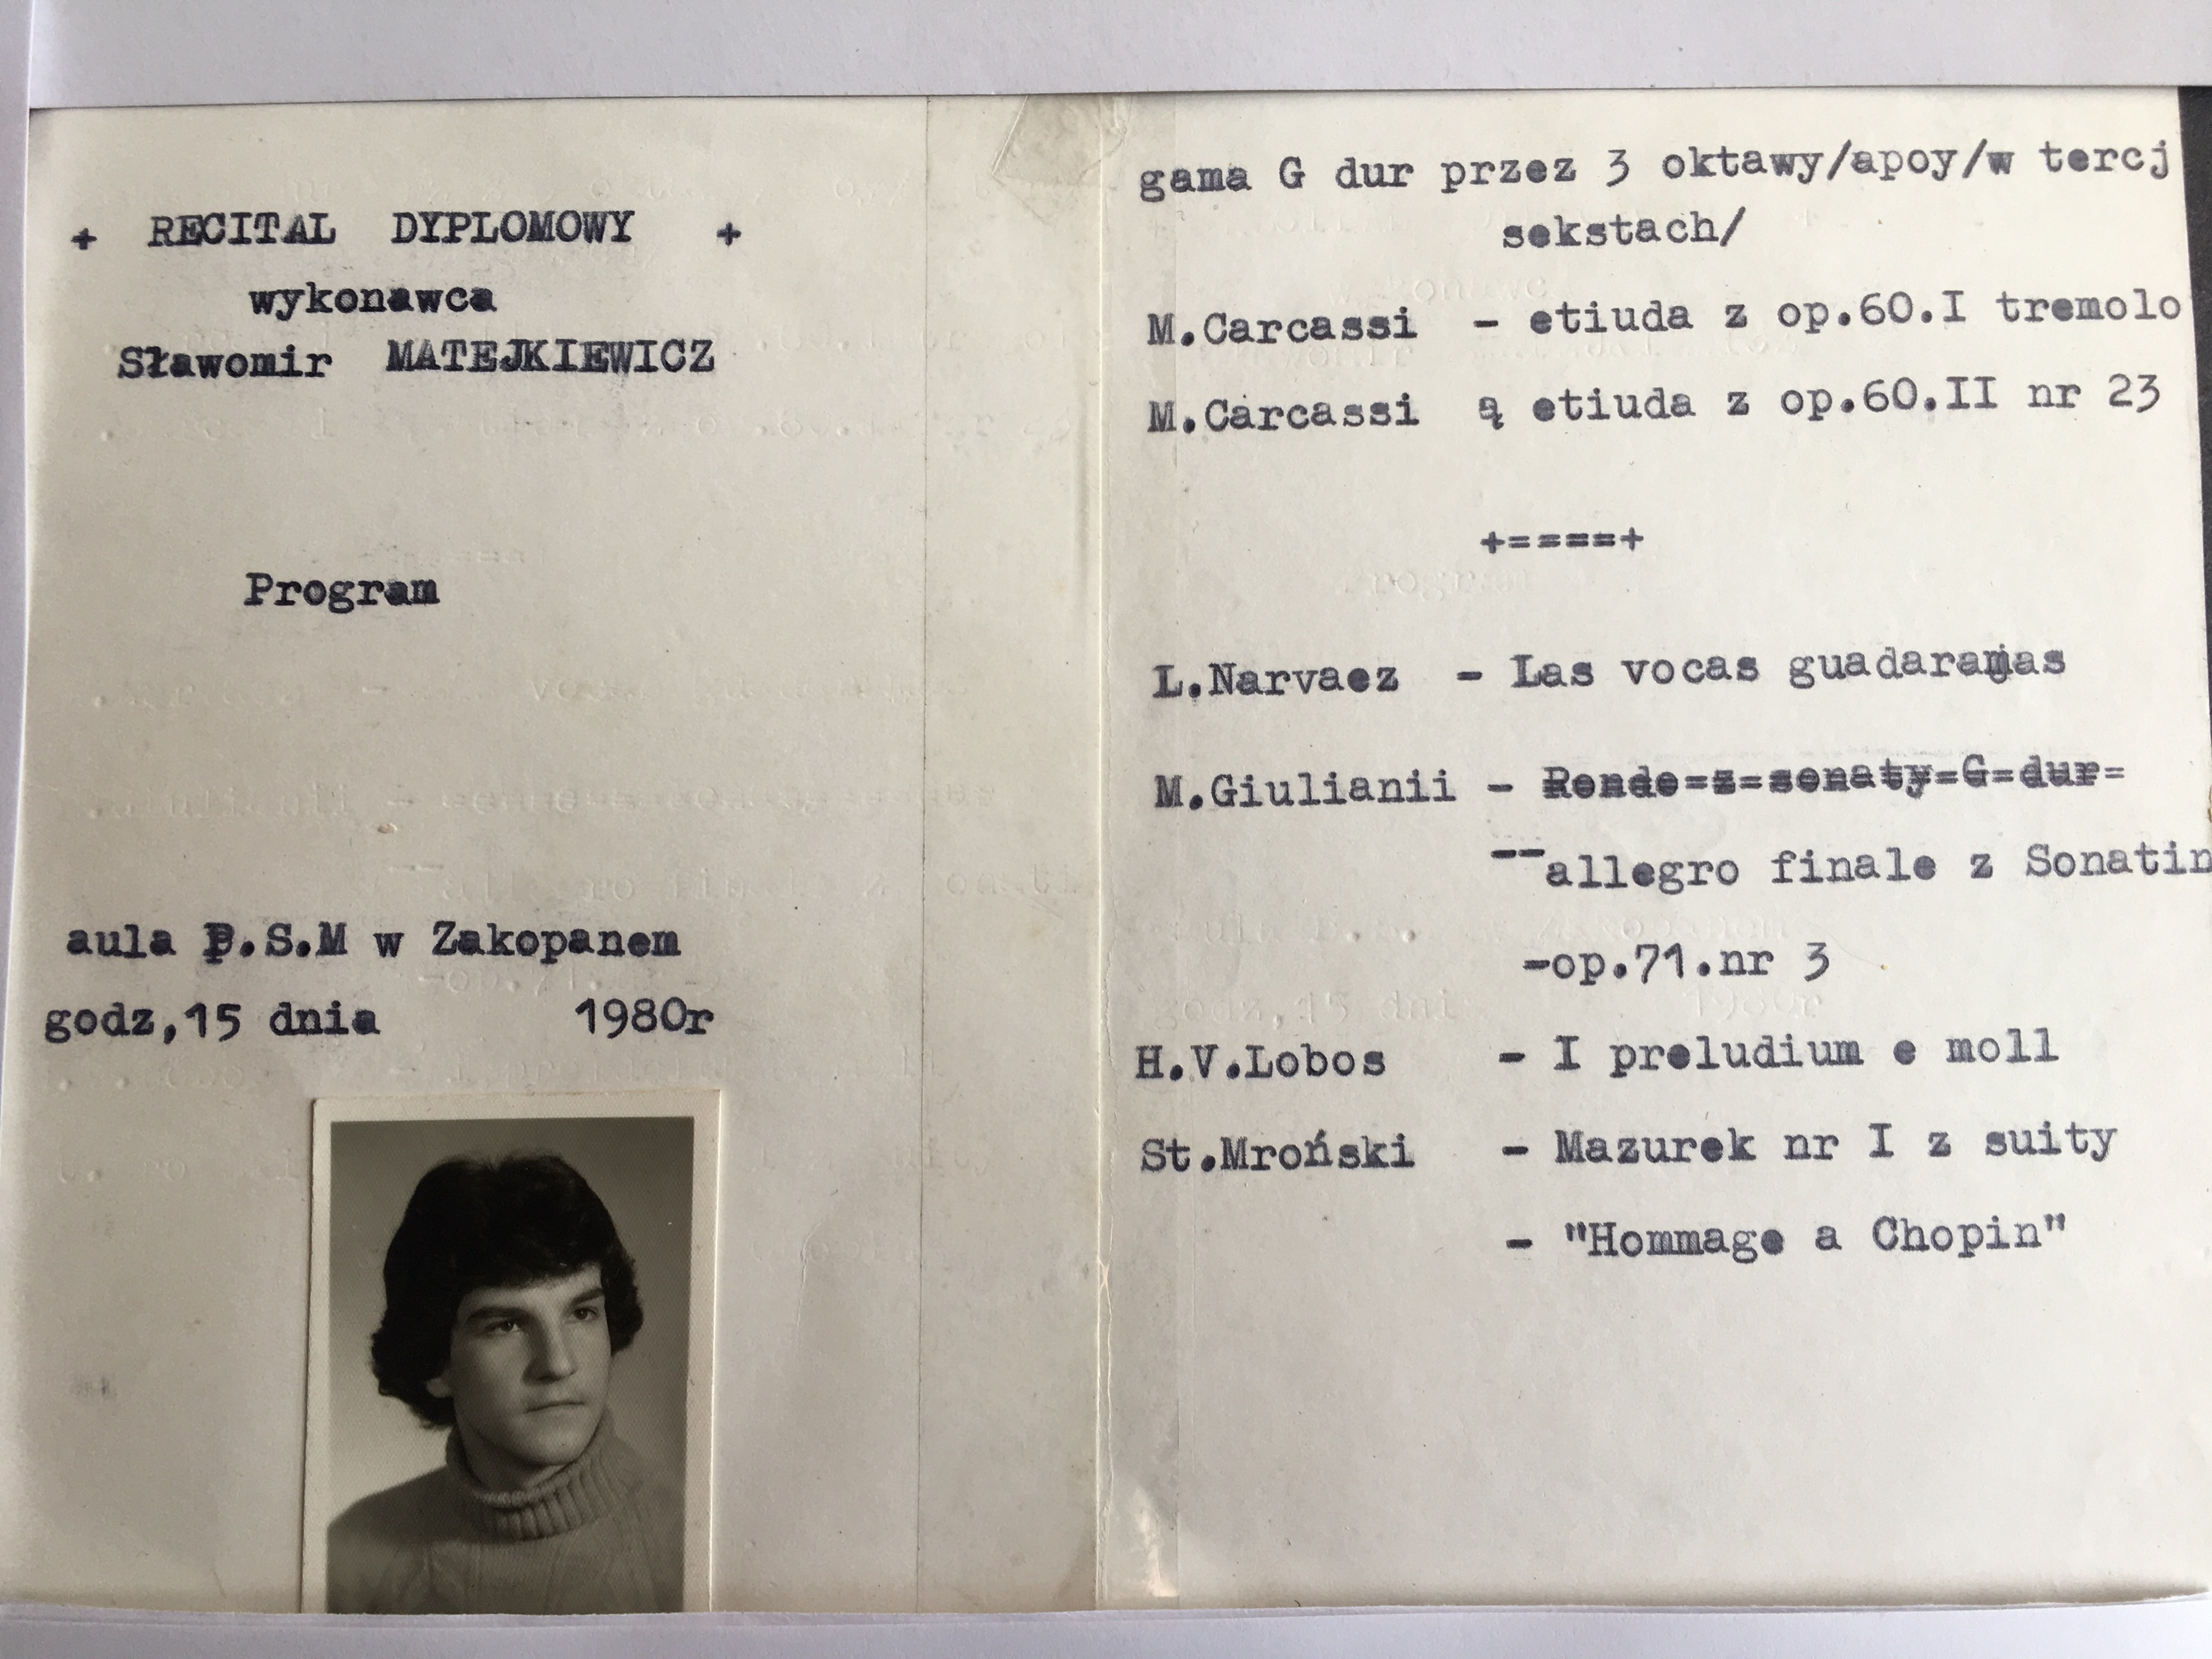 + RECITAL DYPLOMOWY +
wykonawca
Sławomir MATEJKIEWICZ
Program
aula P.S.M w Zakopanem
godz,15 dnia 1980r
gama G dur przez 3 oktawy/apoy/w tercj
sekstach/
M.Carcassi - etiuda z op.60.I tremolo
M.Carcassi ą etiuda z op.60.II nr 23
+====+
L.Narvaez - Las vocas
M.Giulianii - Rondo=z=sonaty=G=dur=
--allegro finale z Sonatin
-op.71.nr 3
H.V.Lobos - I preludium e moll
St.Mroński - Mazurek nr I z suity
- "Hommage a Chopin"